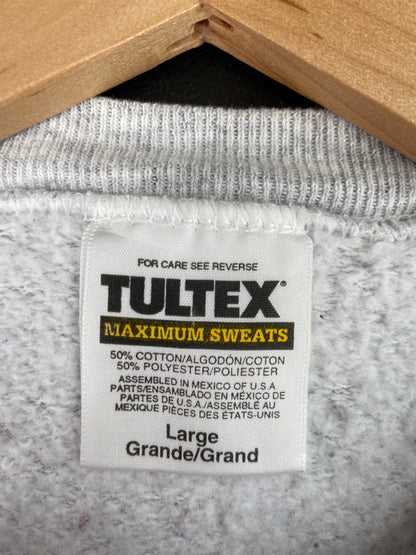 FOR CARE SEE REVERSE
TULTEX®
MAXIMUM SWEATS
50% COTTON/ALGODÓN/COTON
50% POLYESTER/POLIESTER
ASSEMBLED IN MEXICO OF U.S.A.
PARTS/ENSAMBLADO EN MÉXICO DE
PARTES DE U.S.A./ASSEMBLÉ AU
MEXIQUE PIÈCES DES ÉTATS-UNIS
Large
Grande/Grand